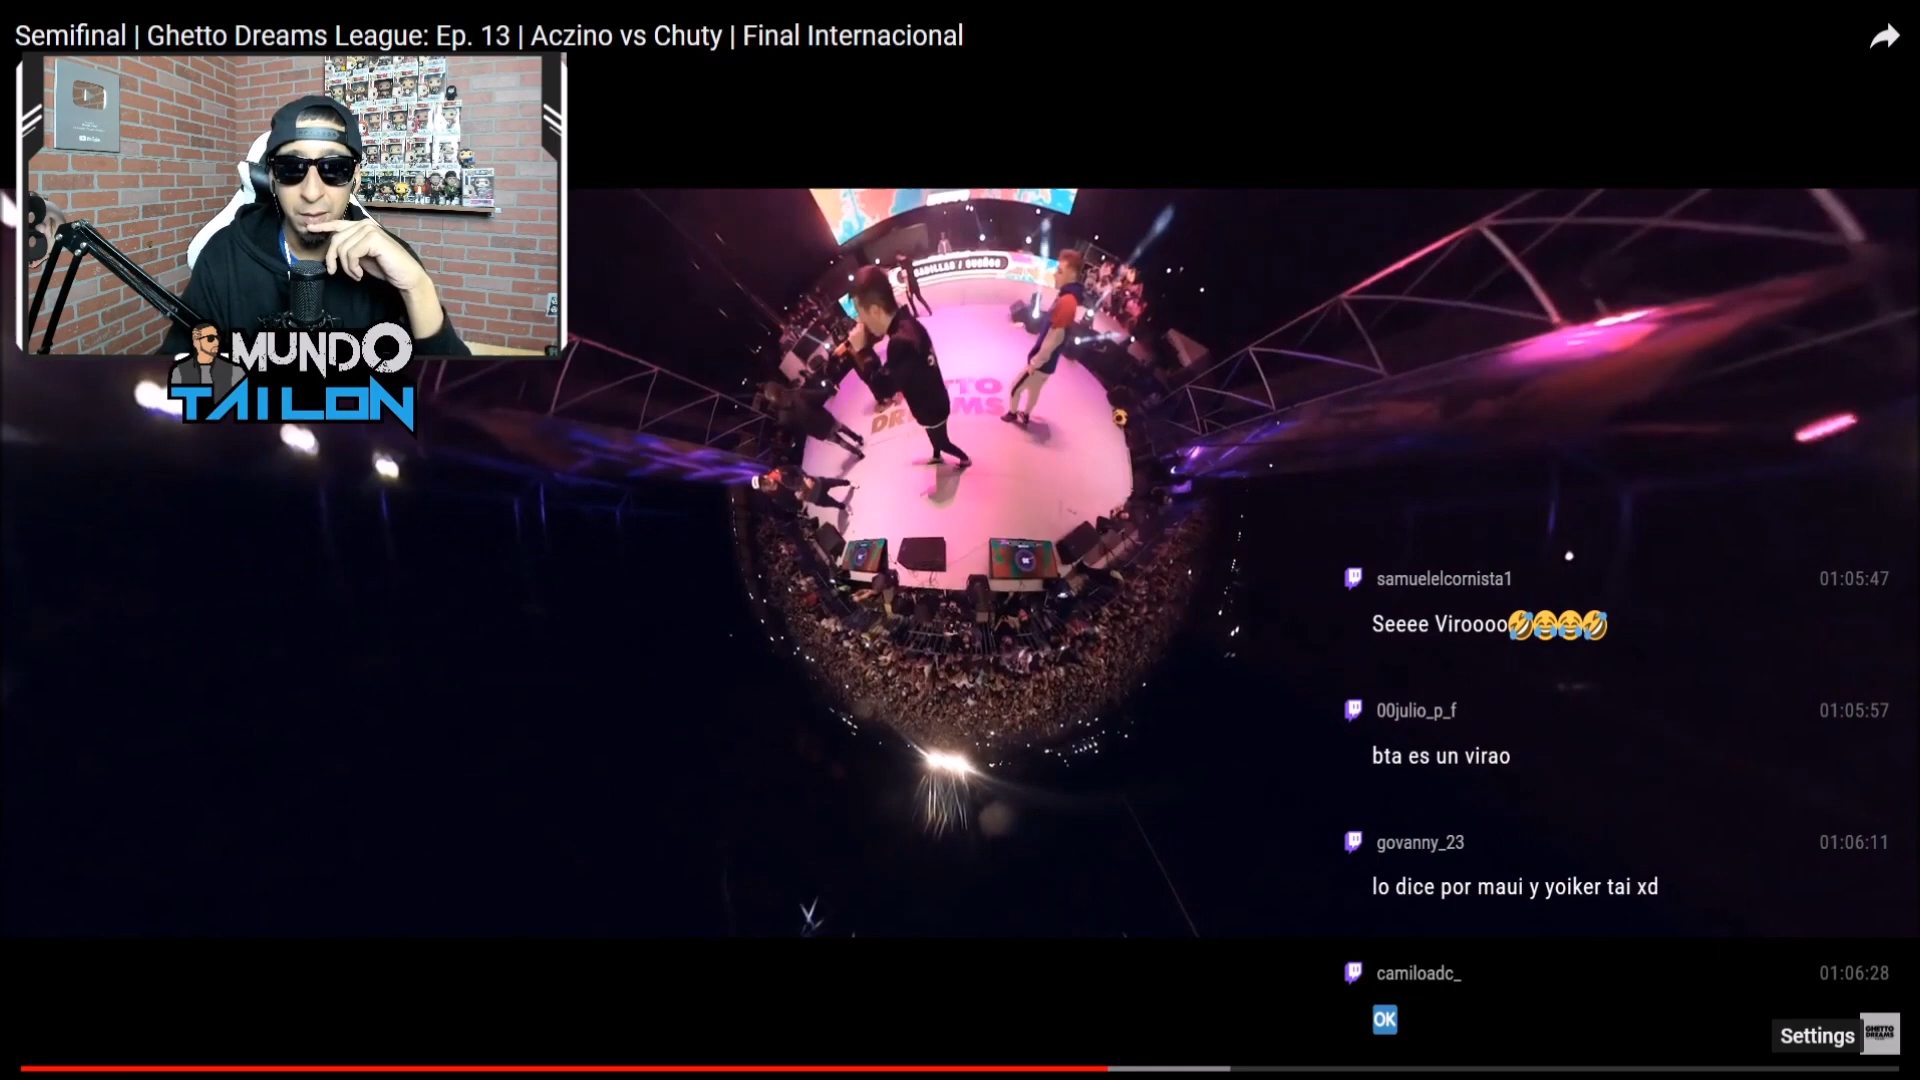 Semifinal | Ghetto Dreams League: Ep. 13 | Aczino vs Chuty | Final Internacional
MUNDO
TAILON
samuelelcornista1 01:05:47
Seeee Viroooo🤣😂😂🤣
00julio_p_f 01:05:57
bta es un virao
govanny_23 01:06:11
lo dice por maui y yoiker tai xd
camiloadc_ 01:06:28
🆗
Settings
GHETTO
DREAMS